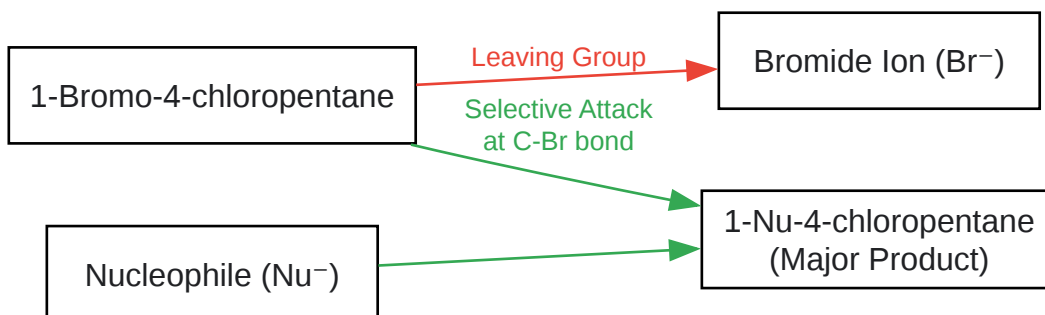 1-Bromo-4-chloropentane
Leaving Group
Bromide Ion (Br⁻)
Selective Attack
at C-Br bond
Nucleophile (Nu⁻)
1-Nu-4-chloropentane
(Major Product)